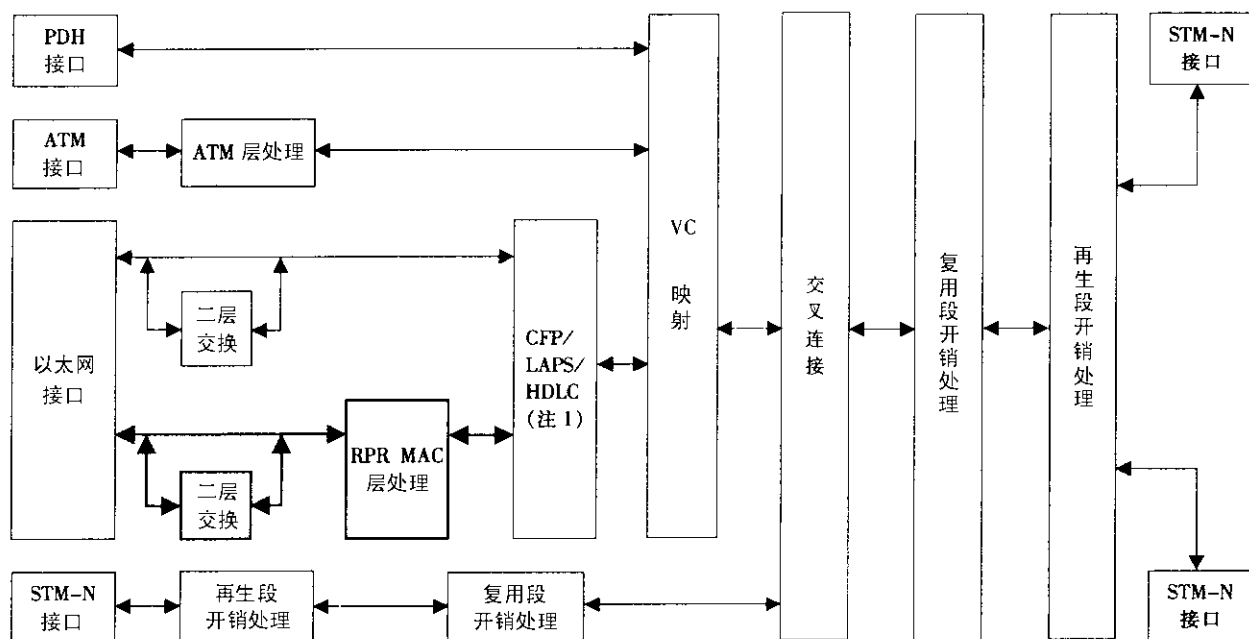 PDH
接口
STM-N
接口
ATM
接口
ATM 层处理
以太网
接口
二层
交换
二层
交换
RPR MAC
层处理
CFP/
LAPS/
HDLC
(注 1)
VC
映射
交叉连接
复用段开销处理
再生段开销处理
STM-N
接口
再生段
开销处理
复用段
开销处理
STM-N
接口